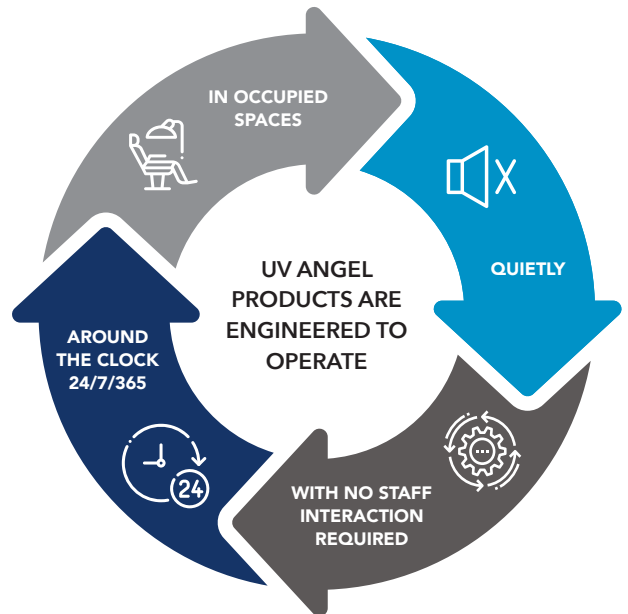 UV ANGEL
PRODUCTS ARE
ENGINEERED TO
OPERATE
IN OCCUPIED
SPACES
QUIETLY
WITH NO STAFF
INTERACTION
REQUIRED
AROUND
THE CLOCK
24/7/365
24